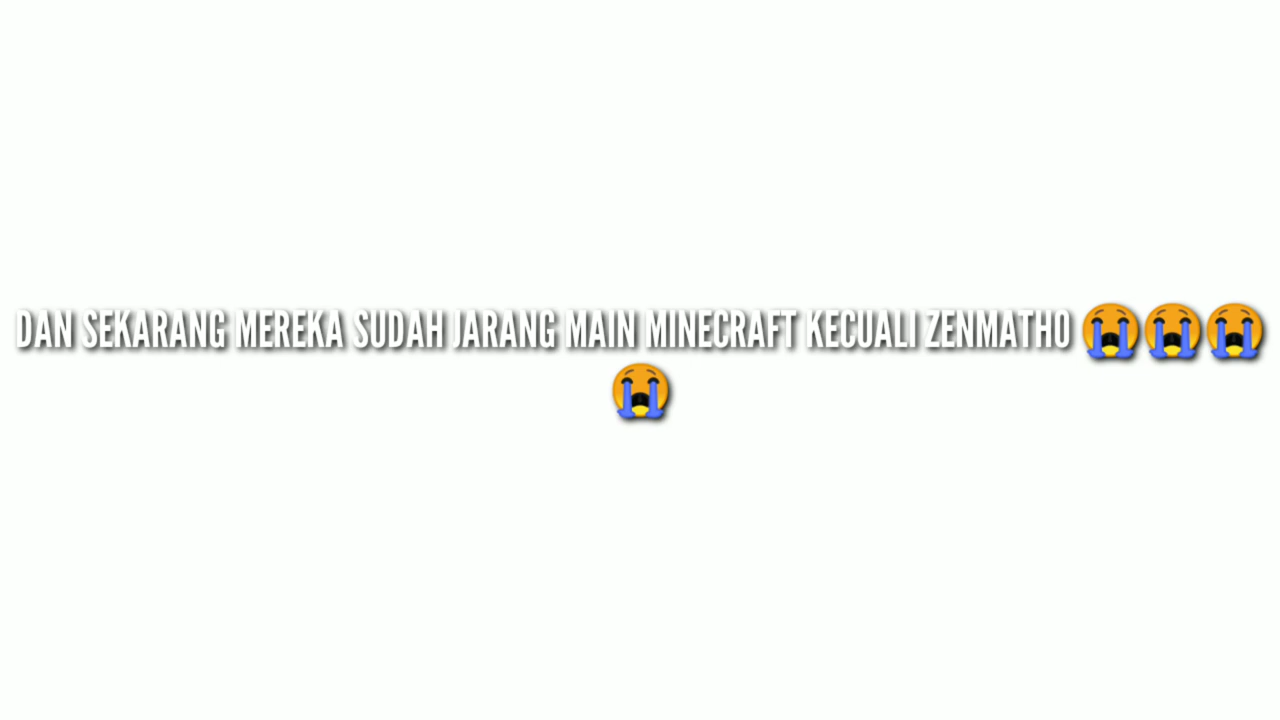 DAN SEKARANG MEREKA SUDAH JARANG MAIN MINECRAFT KECUALI ZENMATHO 😭😭😭
😭